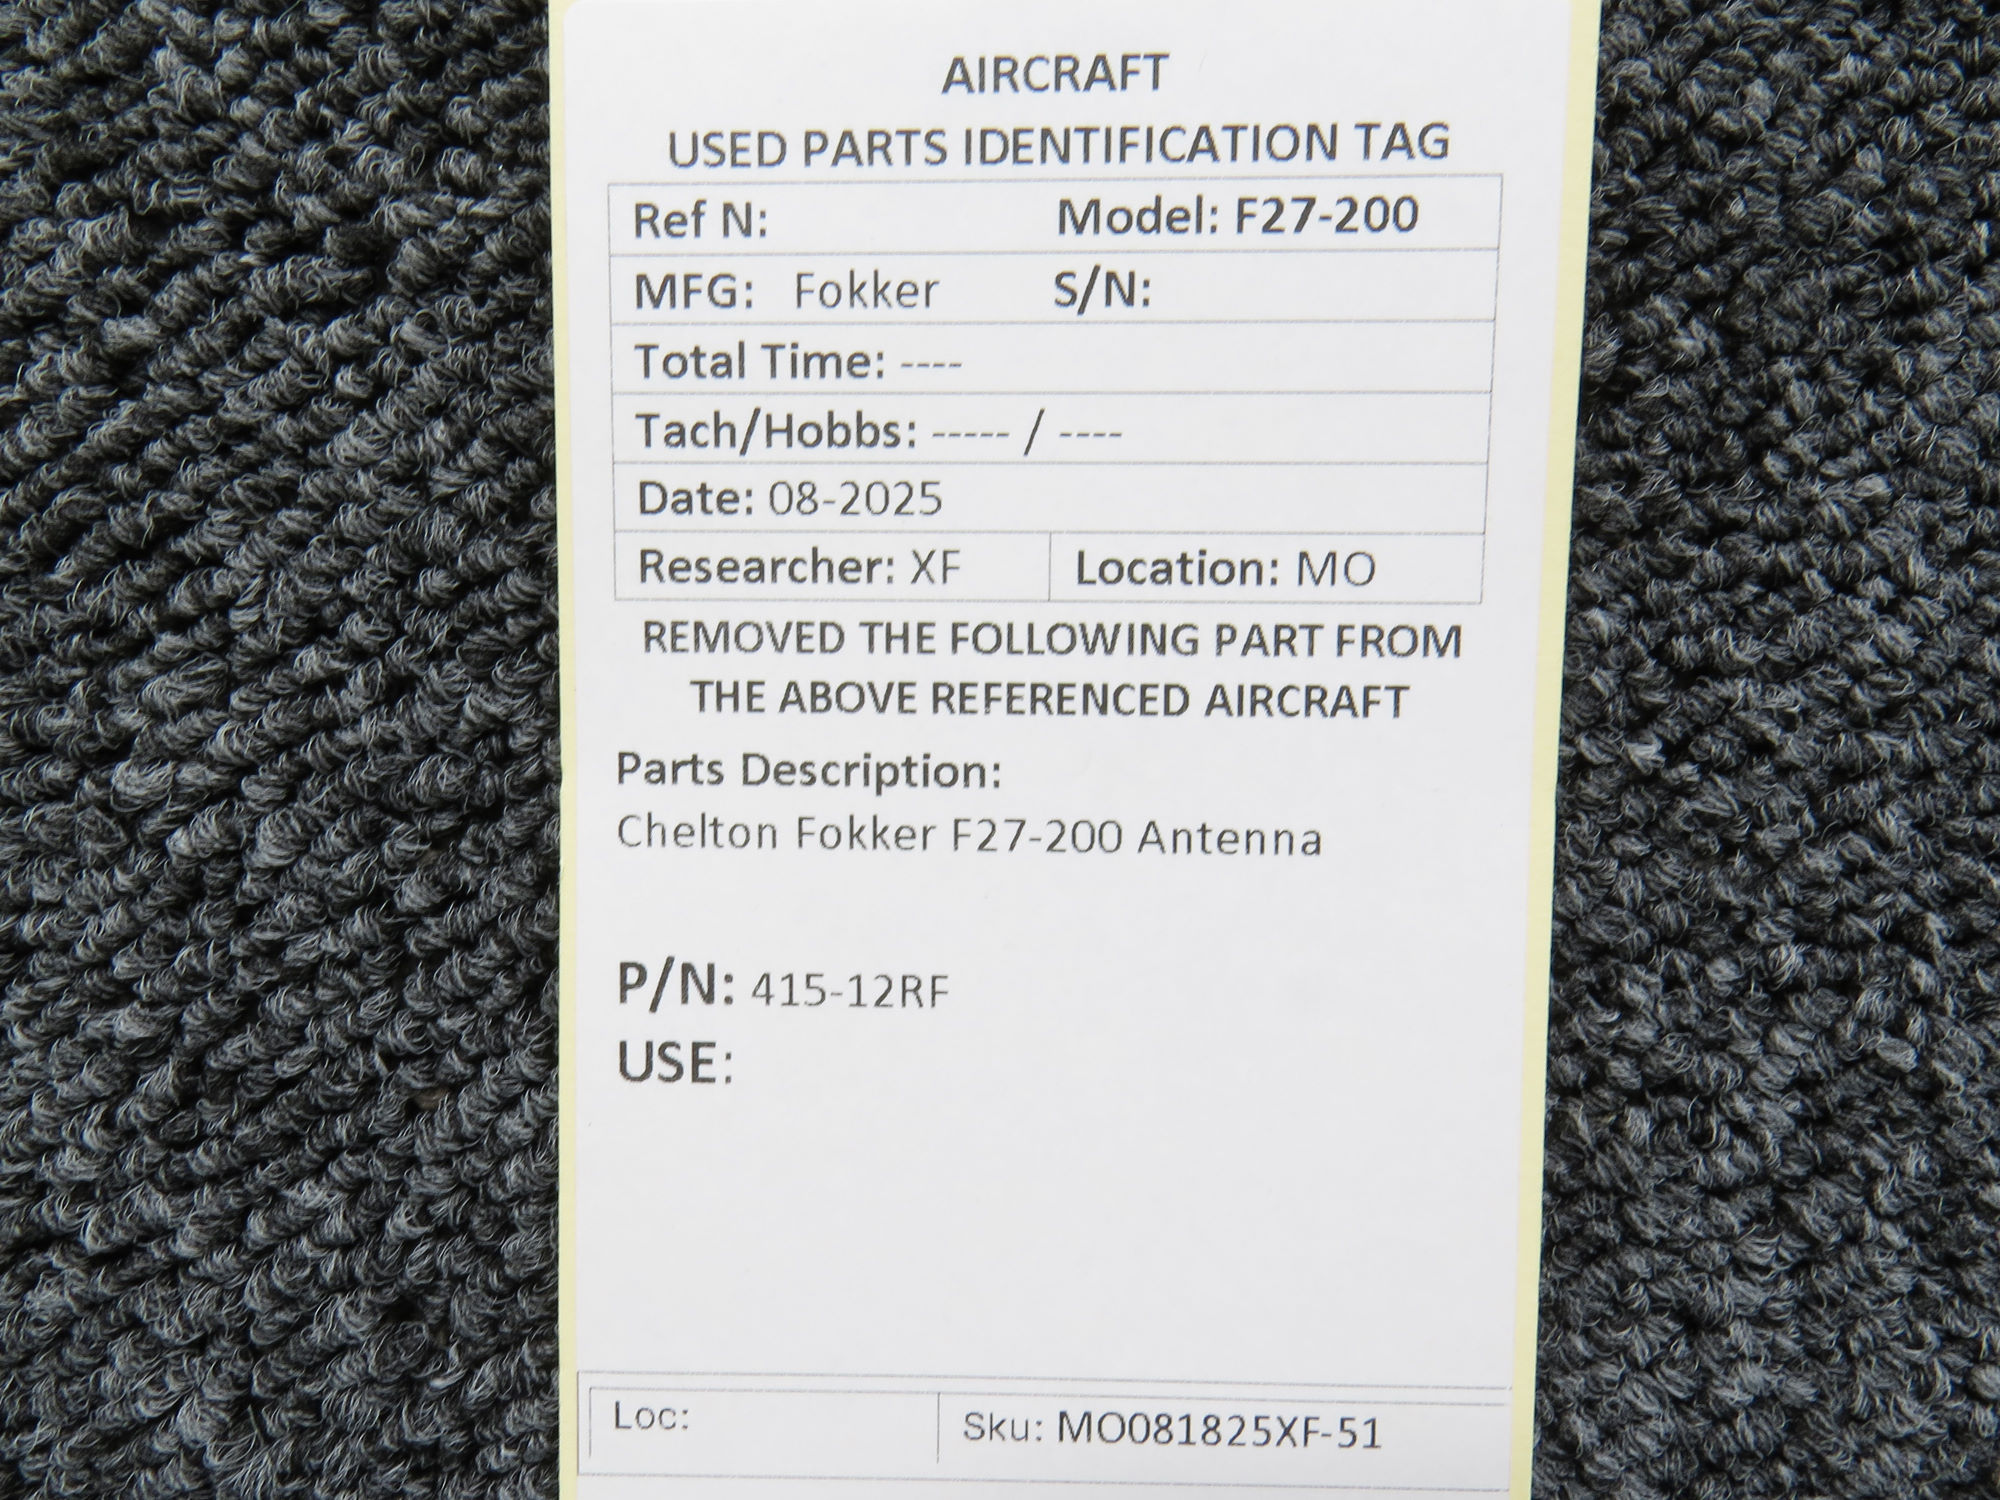 AIRCRAFT
USED PARTS IDENTIFICATION TAG
Ref N: Model: F27-200
MFG: Fokker S/N:
Total Time: ----
Tach/Hobbs: ----- / ----
Date: 08-2025
Researcher: XF Location: MO
REMOVED THE FOLLOWING PART FROM
THE ABOVE REFERENCED AIRCRAFT
Parts Description:
Chelton Fokker F27-200 Antenna
P/N: 415-12RF
USE:
Loc: Sku: MO081825XF-51